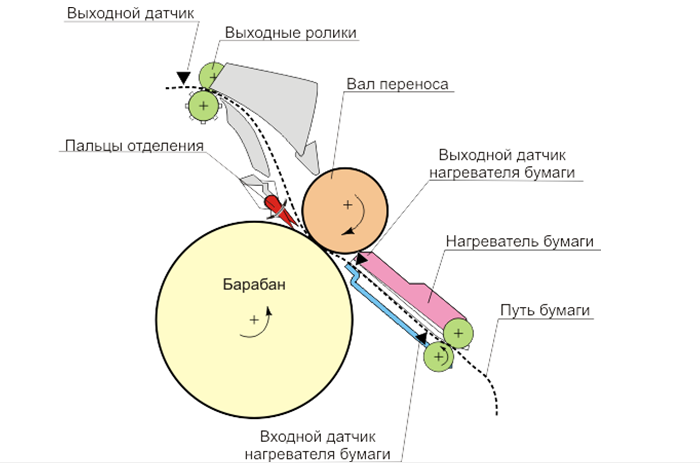 Выходной датчик
Выходные ролики
Вал переноса
Пальцы отделения
Выходной датчик
нагревателя бумаги
Нагреватель бумаги
Барабан
Путь бумаги
Входной датчик
нагревателя бумаги